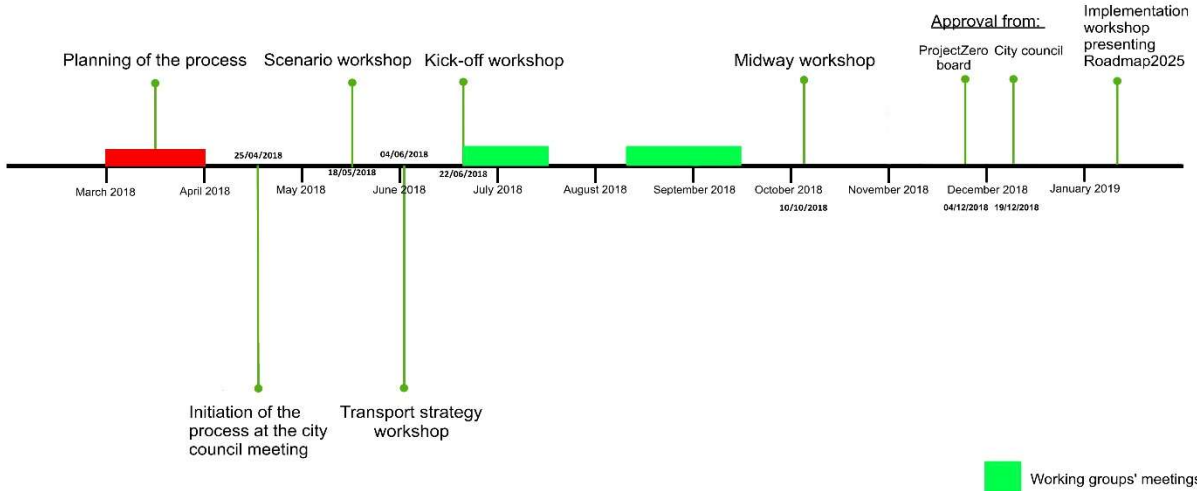 Approval from:
Implementation
workshop
presenting
Roadmap2025
ProjectZero
board
City council
Planning of the process
Scenario workshop
Kick-off workshop
Midway workshop
25/04/2018
04/06/2018
18/05/2018
22/06/2018
March 2018
April 2018
May 2018
June 2018
July 2018
August 2018
September 2018
October 2018
November 2018
December 2018
January 2019
10/10/2018
04/12/2018
19/12/2018
Initiation of the
process at the city
council meeting
Transport strategy
workshop
Working groups' meetings